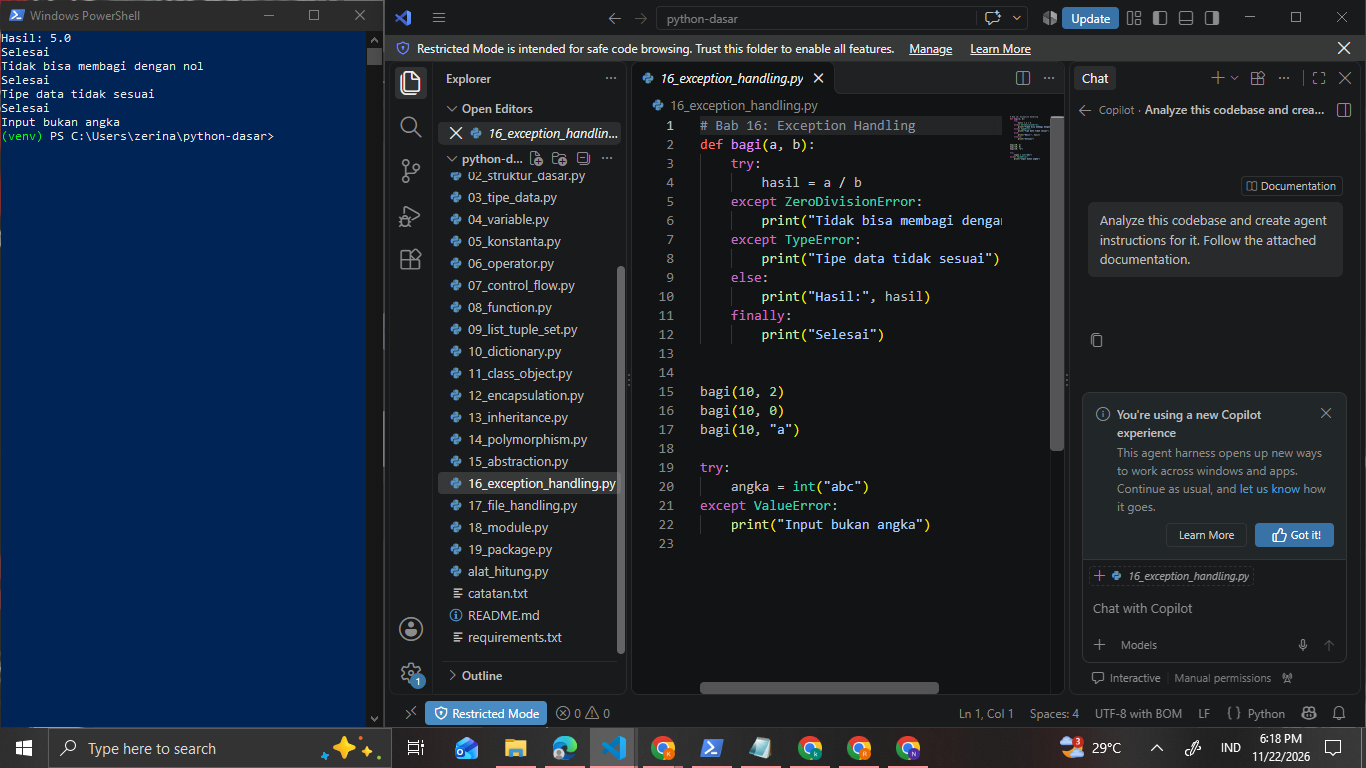 Windows PowerShell
Hasil: 5.0
Selesai
Tidak bisa membagi dengan nol
Selesai
Tipe data tidak sesuai
Selesai
Input bukan angka
(venv) PS C:\Users\zerina\python-dasar>
python-dasar
Update
Restricted Mode is intended for safe code browsing. Trust this folder to enable all features. Manage Learn More
Explorer
Open Editors
16_exception_handlin...
python-d...
02_struktur_dasar.py
03_tipe_data.py
04_variable.py
05_konstanta.py
06_operator.py
07_control_flow.py
08_function.py
09_list_tuple_set.py
10_dictionary.py
11_class_object.py
12_encapsulation.py
13_inheritance.py
14_polymorphism.py
15_abstraction.py
16_exception_handling.py
17_file_handling.py
18_module.py
19_package.py
alat_hitung.py
catatan.txt
README.md
requirements.txt
Outline
1
16_exception_handling.py
16_exception_handling.py
1 # Bab 16: Exception Handling
2 def bagi(a, b):
3     try:
4         hasil = a / b
5     except ZeroDivisionError:
6         print("Tidak bisa membagi dengan
7     except TypeError:
8         print("Tipe data tidak sesuai")
9     else:
10         print("Hasil:", hasil)
11     finally:
12         print("Selesai")
13
14
15 bagi(10, 2)
16 bagi(10, 0)
17 bagi(10, "a")
18
19 try:
20     angka = int("abc")
21 except ValueError:
22     print("Input bukan angka")
23
Chat
Copilot · Analyze this codebase and crea...
Documentation
Analyze this codebase and create agent
instructions for it. Follow the attached
documentation.
You're using a new Copilot
experience
This agent harness opens up new ways
to work across windows and apps.
Continue as usual, and let us know how
it goes.
Learn More Got it!
16_exception_handling.py
Chat with Copilot
Models
Interactive Manual permissions
Restricted Mode 0 0 Ln 1, Col 1 Spaces: 4 UTF-8 with BOM LF Python
Type here to search
3
29°C
IND
6:18 PM
11/22/2026